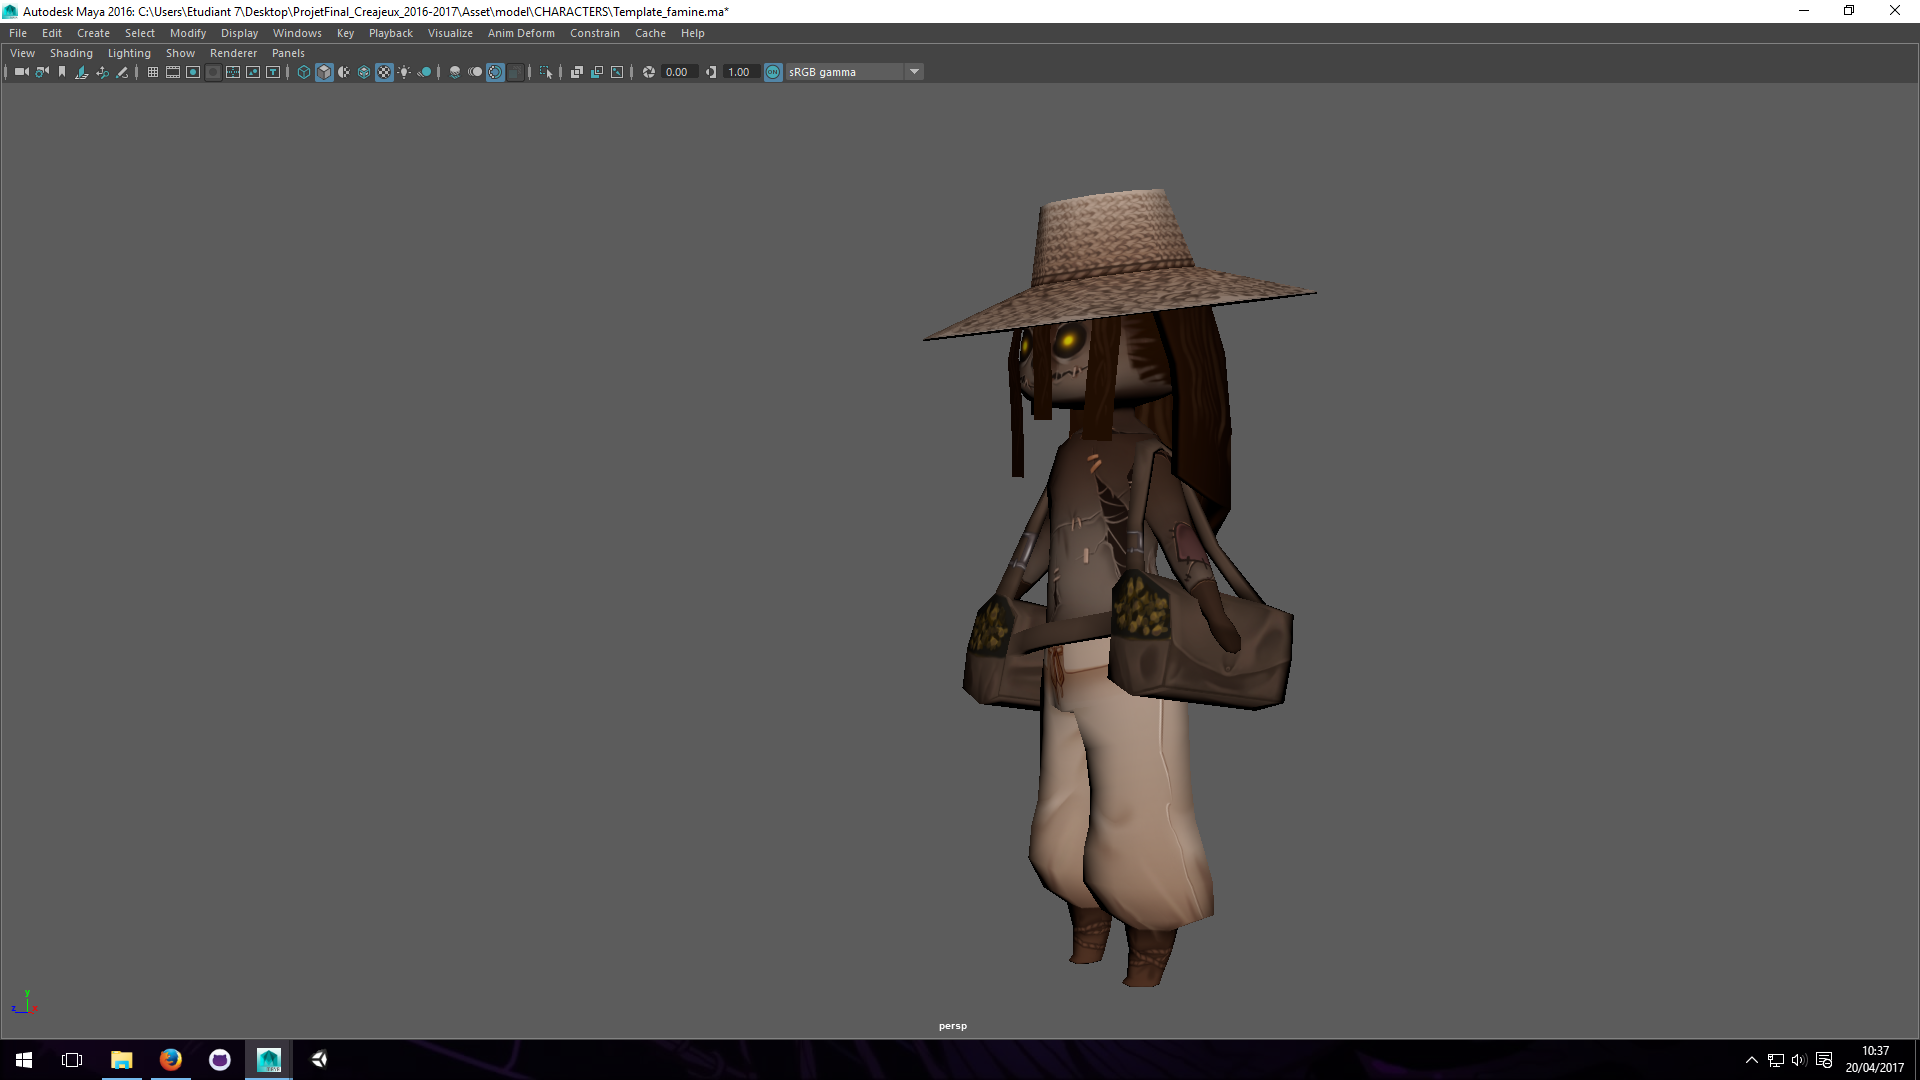 Autodesk Maya 2016: C:\Users\Etudiant 7\Desktop\ProjetFinal_Creajeux_2016-2017\Asset\model\CHARACTERS\Template_famine.ma*
File Edit Create Select Modify Display Windows Key Playback Visualize Anim Deform Constrain Cache Help
View Shading Lighting Show Renderer Panels
0.00 1.00 ON sRGB gamma
y
z x
persp
10:37
20/04/2017